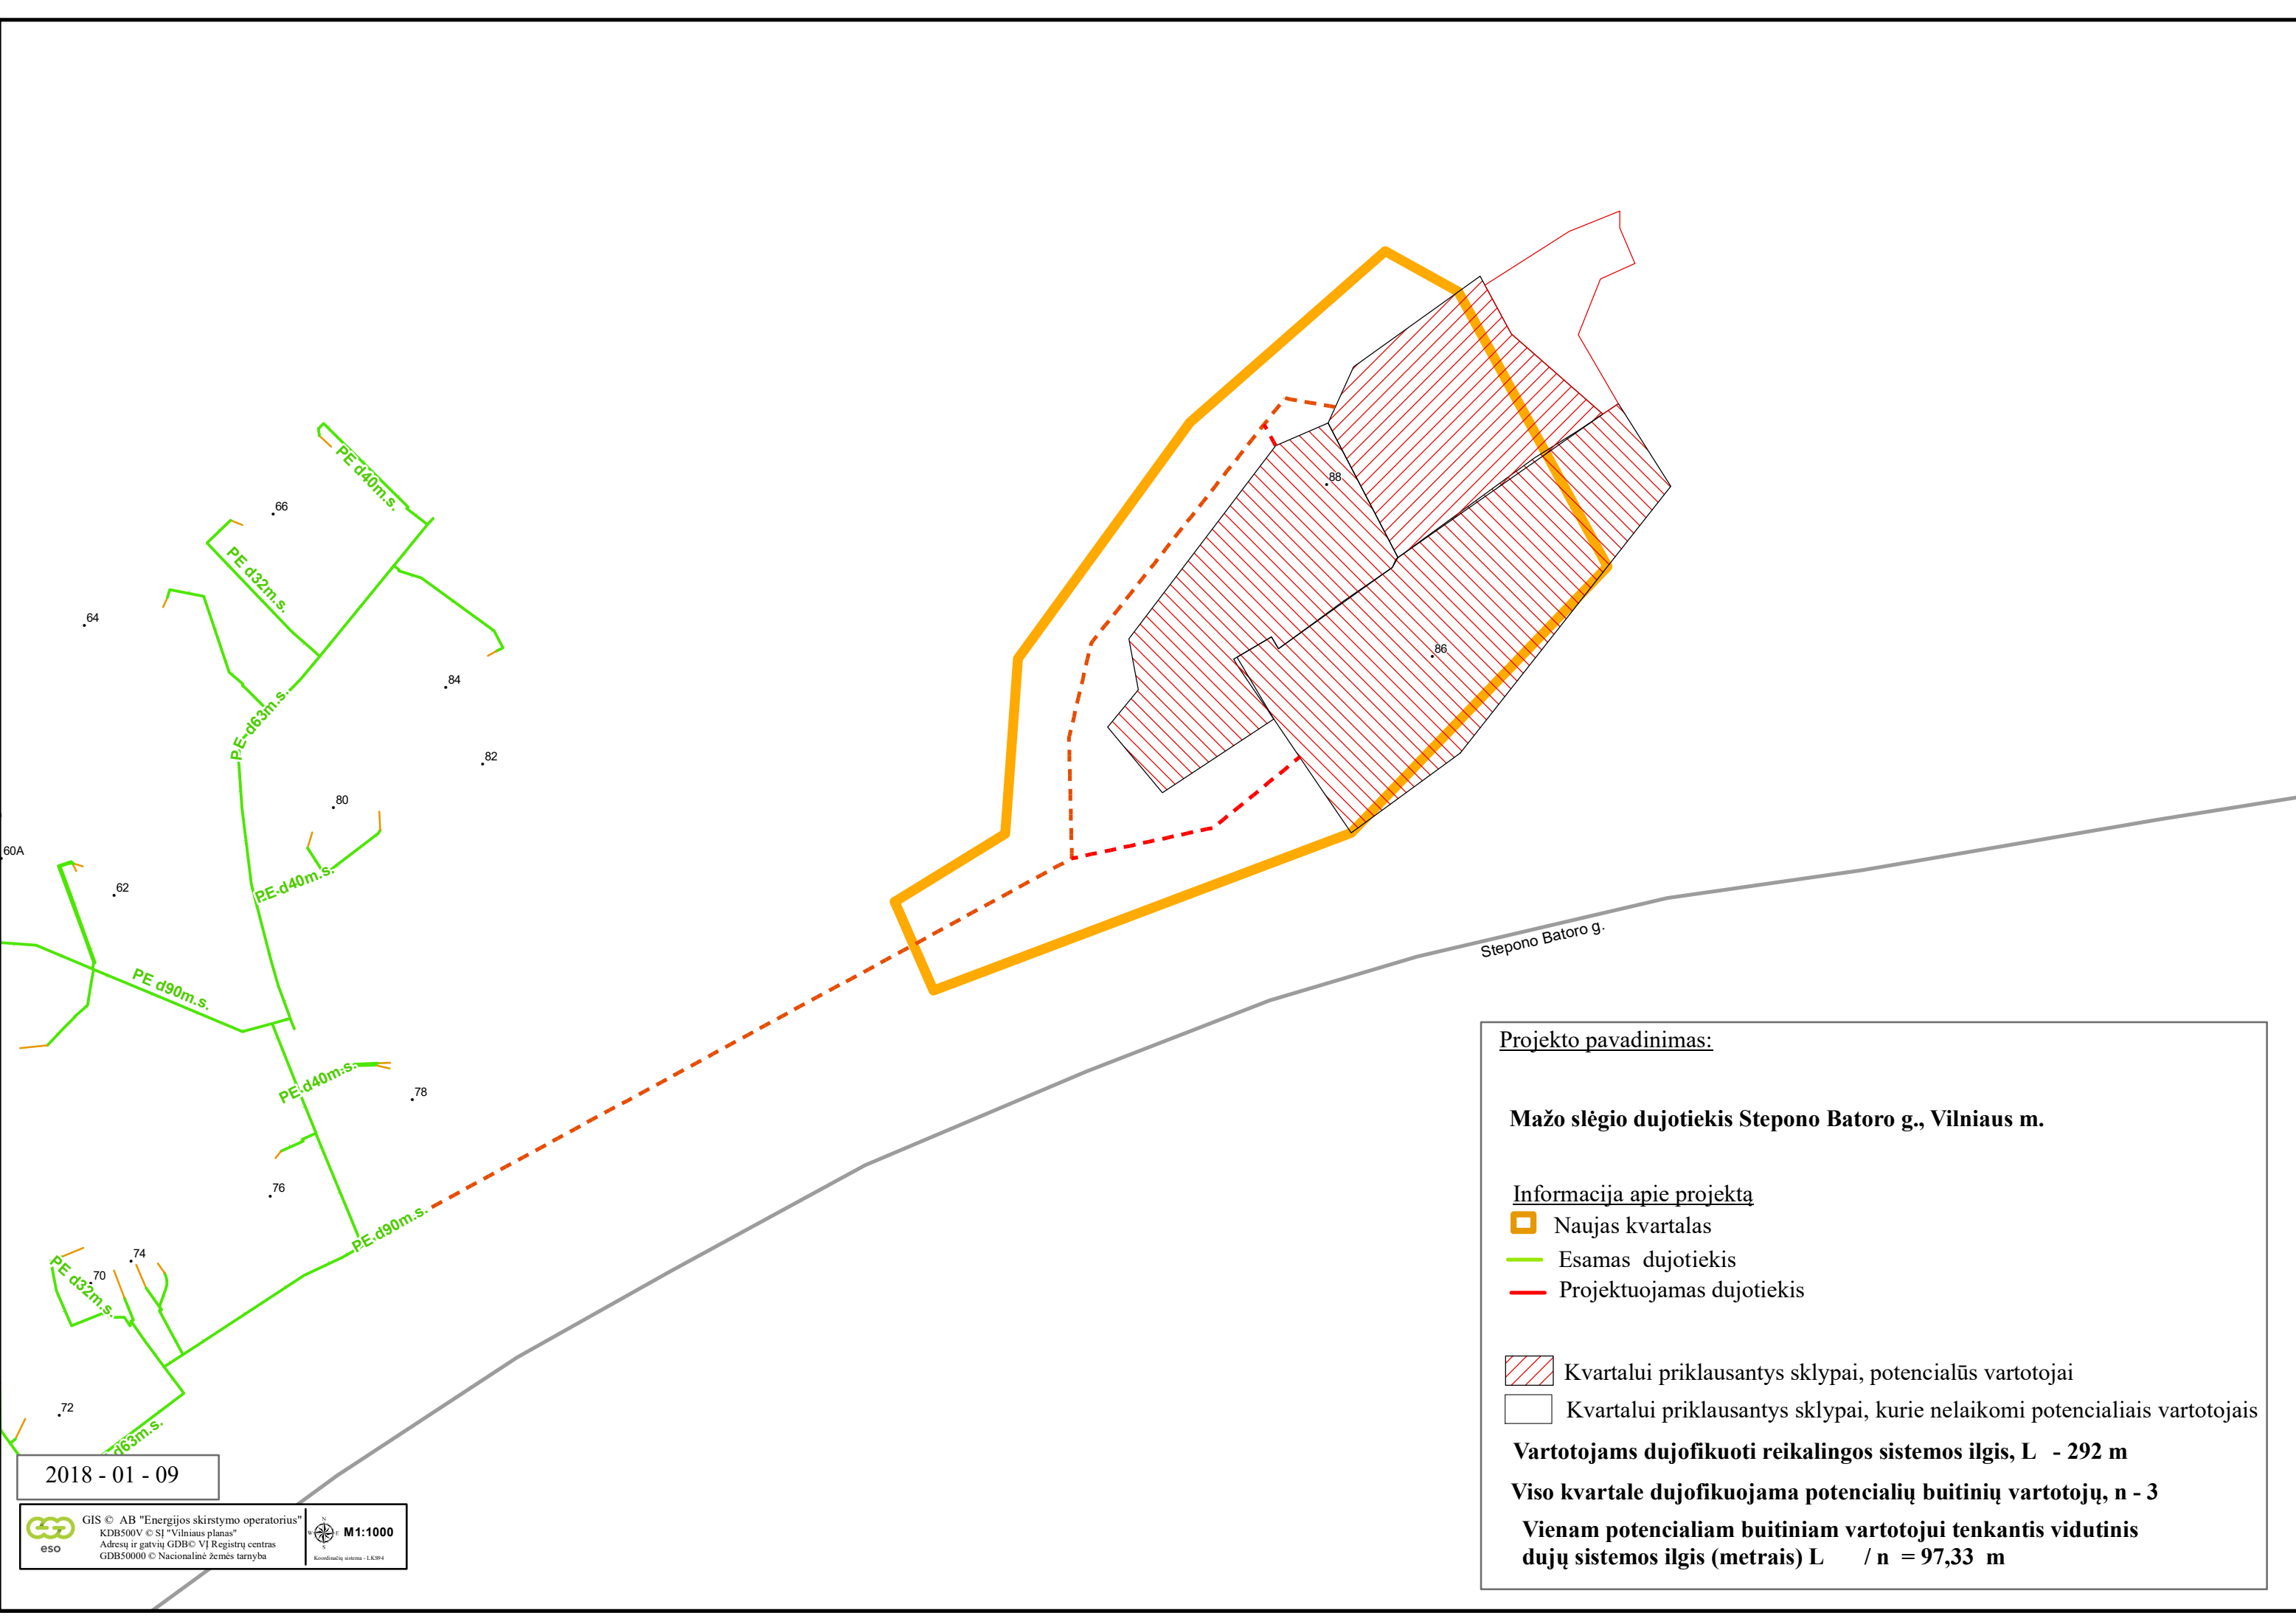 PE d40m.s.
66
PE d32m.s.
64
84
PE d63m.s.
82
80
60A
PE d40m.s.
62
PE d90m.s.
PE d40m.s.
78
76
PE d90m.s.
74
70
PE d32m.s.
72
d63m.s.
88
86
Stepono Batoro g.
Projekto pavadinimas:
Mažo slėgio dujotiekis Stepono Batoro g., Vilniaus m.
Informacija apie projektą
Naujas kvartalas
Esamas dujotiekis
Projektuojamas dujotiekis
Kvartalui priklausantys sklypai, potencialūs vartotojai
Kvartalui priklausantys sklypai, kurie nelaikomi potencialiais vartotojais
Vartotojams dujofikuoti reikalingos sistemos ilgis, L - 292 m
Viso kvartale dujofikuojama potencialių buitinių vartotojų, n - 3
Vienam potencialiam buitiniam vartotojui tenkantis vidutinis
dujų sistemos ilgis (metrais) L / n = 97,33 m
2018 - 01 - 09
eso
GIS © AB "Energijos skirstymo operatorius"
KDB500V © SĮ "Vilniaus planas"
Adresų ir gatvių GDB© VĮ Registrų centras
GDB50000 © Nacionalinė žemės tarnyba
N
W E
S
M1:1000
Koordinačių sistema - LKS94